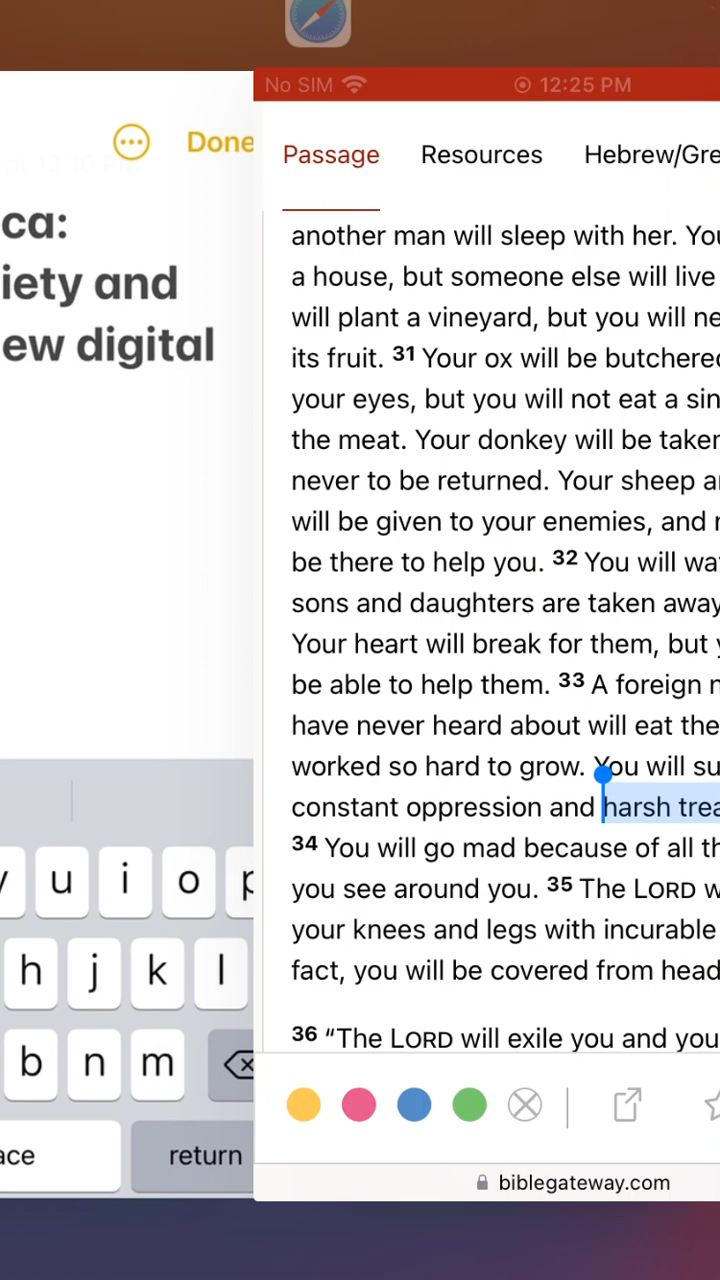 No SIM 12:25 PM
Done
ca:
iety and
ew digital
Passage Resources Hebrew/Gre
another man will sleep with her. You
a house, but someone else will live
will plant a vineyard, but you will ne
its fruit. 31 Your ox will be butchered
your eyes, but you will not eat a sin
the meat. Your donkey will be taken
never to be returned. Your sheep a
will be given to your enemies, and n
be there to help you. 32 You will wa
sons and daughters are taken away
Your heart will break for them, but y
be able to help them. 33 A foreign n
have never heard about will eat the
worked so hard to grow. You will su
constant oppression and harsh trea
34 You will go mad because of all th
you see around you. 35 The LORD w
your knees and legs with incurable
fact, you will be covered from head
36 “The LORD will exile you and you
u i o p
h j k l
b n m
ace return
biblegateway.com